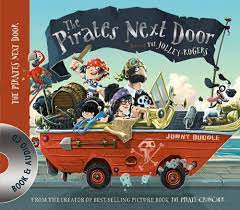 THE PIRATES NEXT DOOR
BOOK & AUDIO CD
The
Pirates Next Door
THE JOLLEY-ROGERS
JONNY DUDDLE
FROM THE CREATOR OF BEST-SELLING PICTURE BOOK THE PIRATE-CRUNCHER